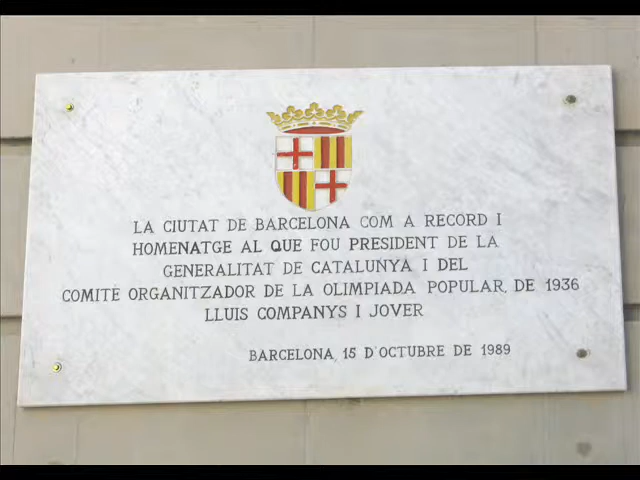 LA CIUTAT DE BARCELONA COM A RECORD I
HOMENATGE AL QUE FOU PRESIDENT DE LA
GENERALITAT DE CATALUNYA I DEL
COMITE ORGANITZADOR DE LA OLIMPIADA POPULAR, DE 1936
LLUIS COMPANYS I JOVER
BARCELONA, 15 D'OCTUBRE DE 1989